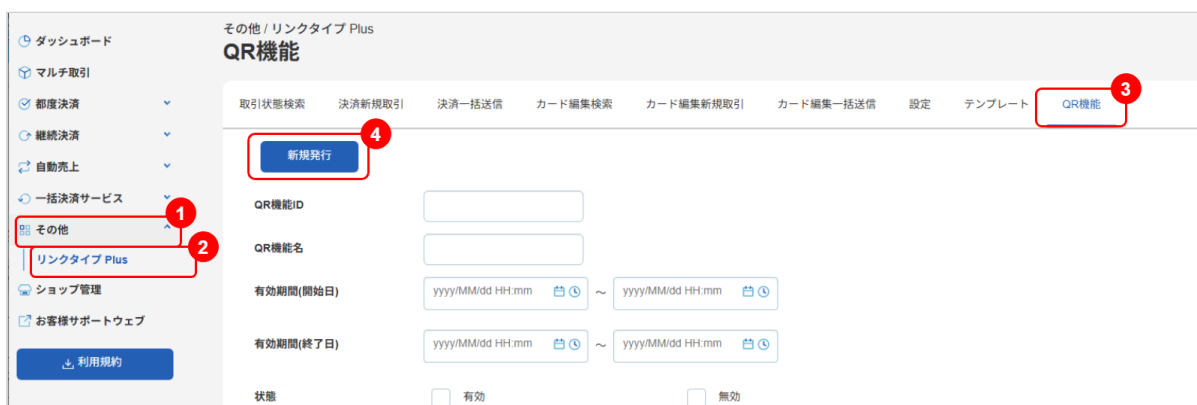 ダッシュボード
マルチ取引
都度決済
継続決済
自動売上
一括決済サービス
1
その他
2
リンクタイプ Plus
ショップ管理
お客様サポートウェブ
利用規約
その他 / リンクタイプ Plus
QR機能
3
取引状態検索 決済新規取引 決済一括送信 カード編集検索 カード編集新規取引 カード編集一括送信 設定 テンプレート QR機能
4
新規発行
QR機能ID
QR機能名
有効期間(開始日) yyyy/MM/dd HH:mm ～ yyyy/MM/dd HH:mm
有効期間(終了日) yyyy/MM/dd HH:mm ～ yyyy/MM/dd HH:mm
状態 有効 無効